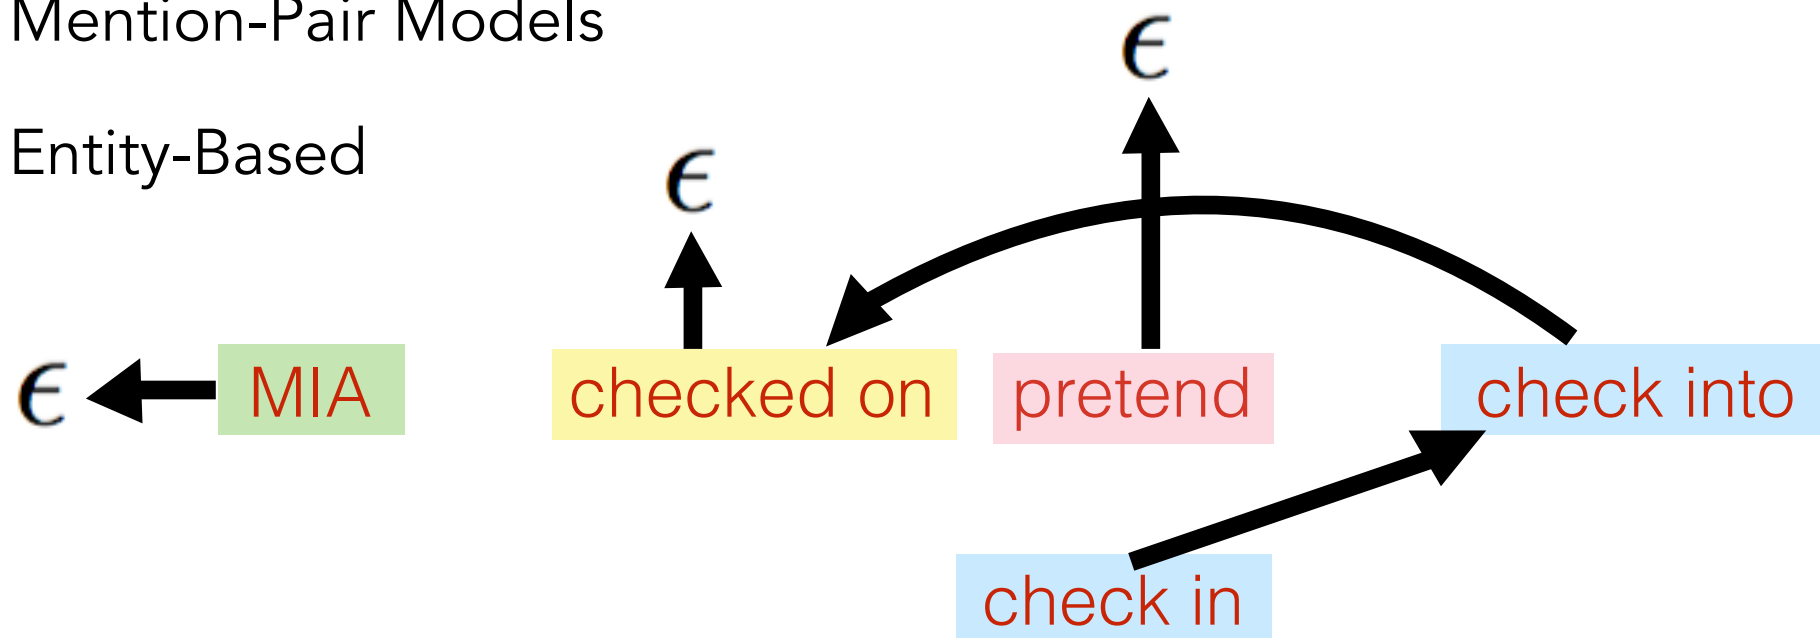 Mention-Pair Models
ϵ
Entity-Based
ϵ
ϵ MIA checked on pretend check into
check in